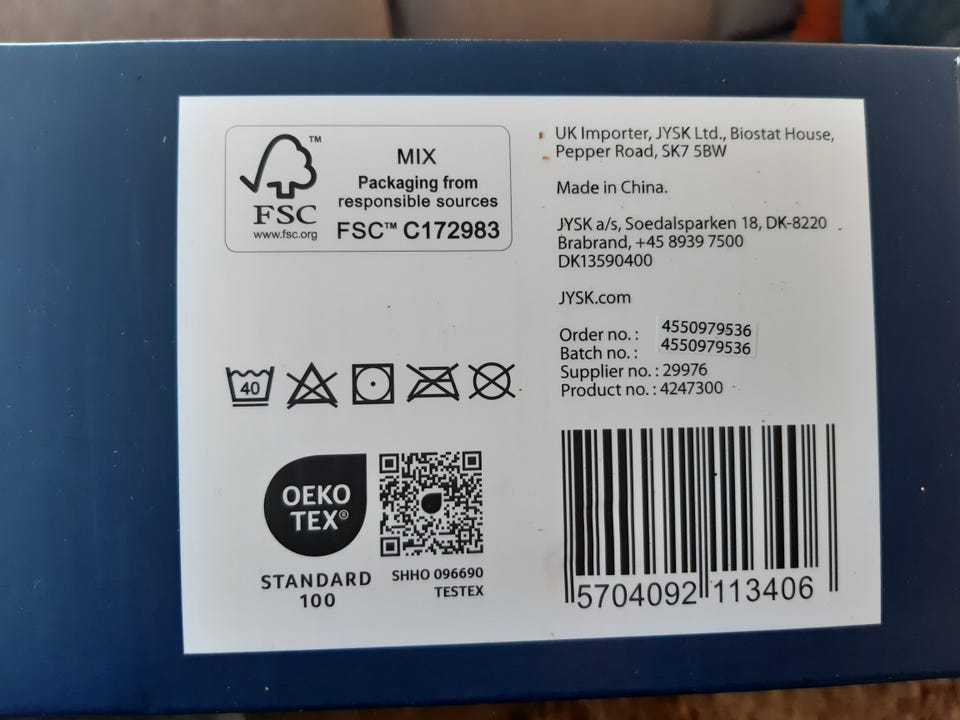 FSC
www.fsc.org
™
MIX
Packaging from
responsible sources
FSC™ C172983
40
OEKO
TEX®
STANDARD
100
SHHO 096690
TESTEX
UK Importer, JYSK Ltd., Biostat House,
Pepper Road, SK7 5BW
Made in China.
JYSK a/s, Soedalsparken 18, DK-8220
Brabrand, +45 8939 7500
DK13590400
JYSK.com
Order no.: 4550979536
Batch no.: 4550979536
Supplier no.: 29976
Product no.: 4247300
5704092 113406